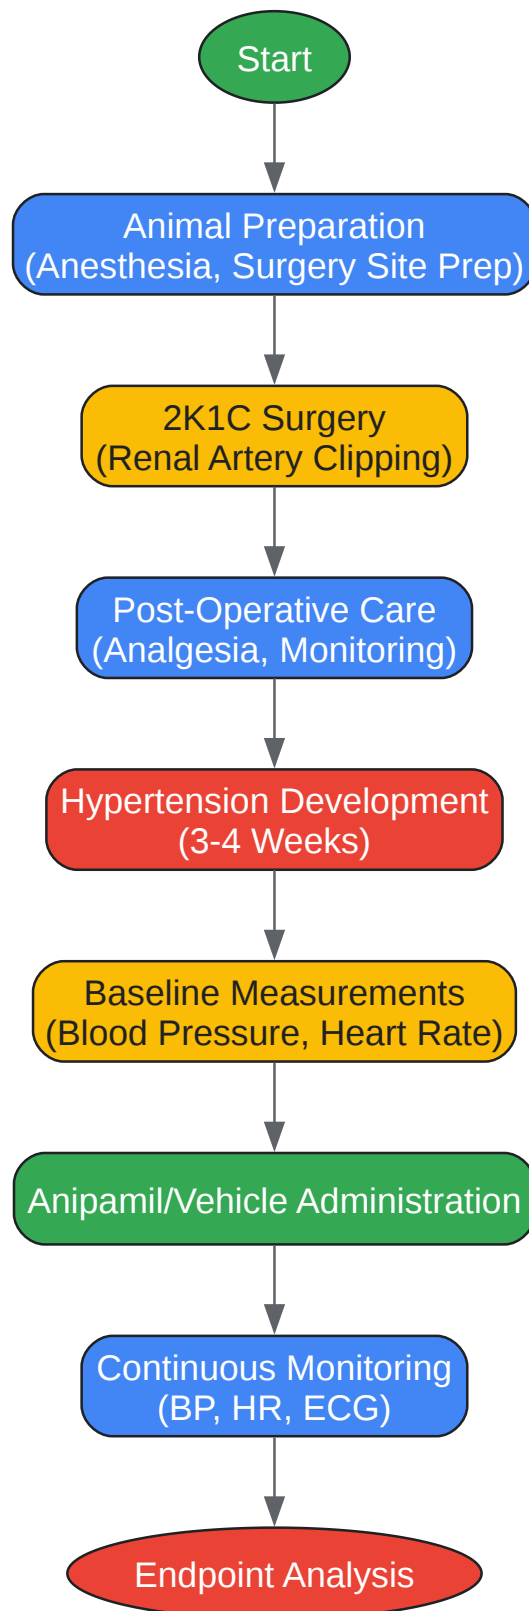 Start
Animal Preparation
(Anesthesia, Surgery Site Prep)
2K1C Surgery
(Renal Artery Clipping)
Post-Operative Care
(Analgesia, Monitoring)
Hypertension Development
(3-4 Weeks)
Baseline Measurements
(Blood Pressure, Heart Rate)
Anipamil/Vehicle Administration
Continuous Monitoring
(BP, HR, ECG)
Endpoint Analysis